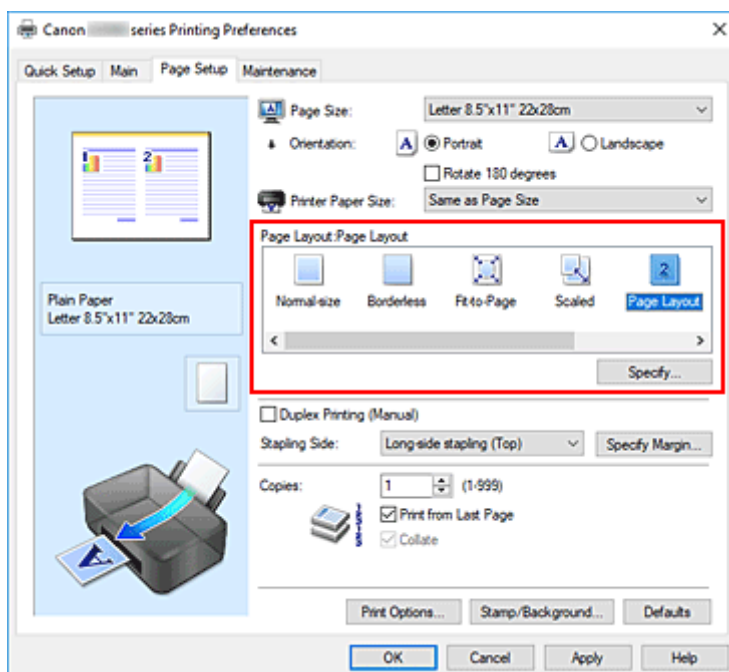 Canon series Printing Preferences
Quick Setup Main Page Setup Maintenance
1 2
Plain Paper
Letter 8.5"x11" 22x28cm
Page Size: Letter 8.5"x11" 22x28cm
Orientation: A Portrait A Landscape
Rotate 180 degrees
Printer Paper Size: Same as Page Size
Page Layout:Page Layout
2
Normal-size Borderless Fit-to-Page Scaled Page Layout
Specify...
Duplex Printing (Manual)
Stapling Side: Long-side stapling (Top) Specify Margin...
Copies: 1 (1-999)
Print from Last Page
Collate
Print Options... Stamp/Background... Defaults
OK Cancel Apply Help